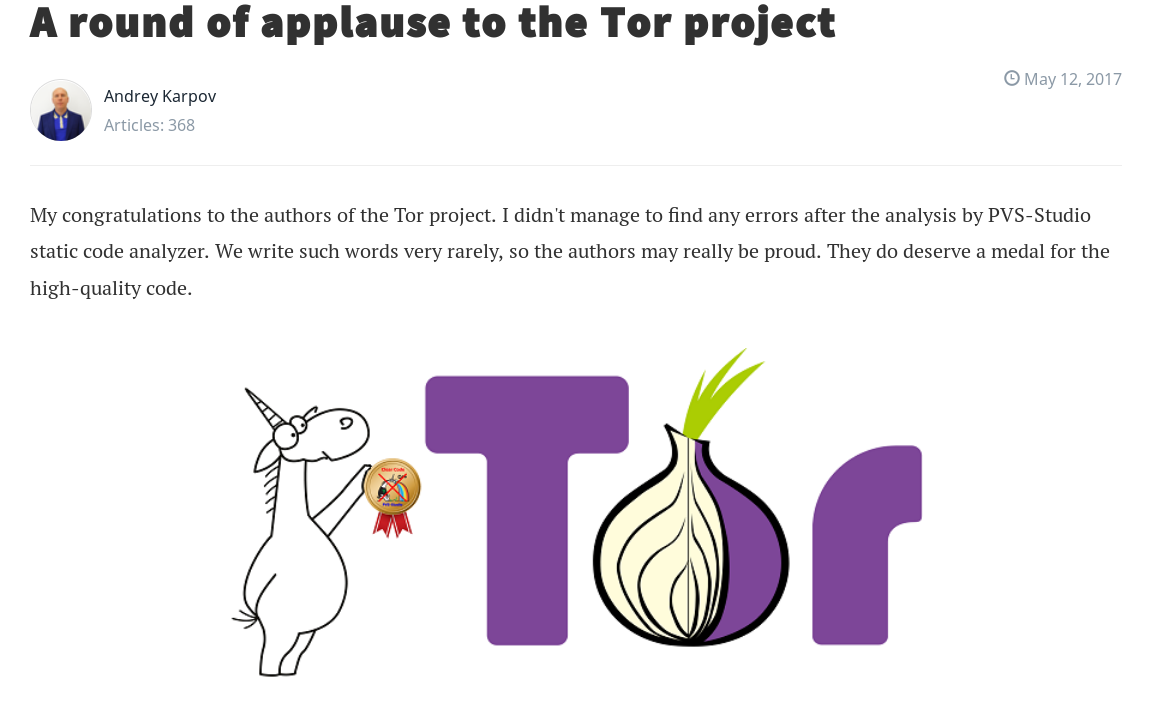 A round of applause to the Tor project
Andrey Karpov
May 12, 2017
Articles: 368
My congratulations to the authors of the Tor project. I didn't manage to find any errors after the analysis by PVS-Studio
static code analyzer. We write such words very rarely, so the authors may really be proud. They do deserve a medal for the
high-quality code.
Clean Code
PVS-Studio
Tor